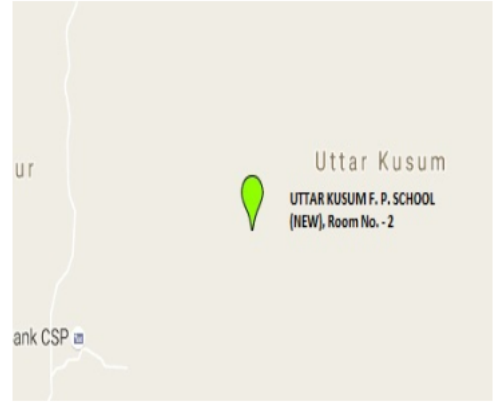 ur
Uttar Kusum
UTTAR KUSUM F. P. SCHOOL
(NEW), Room No. - 2
ank CSP